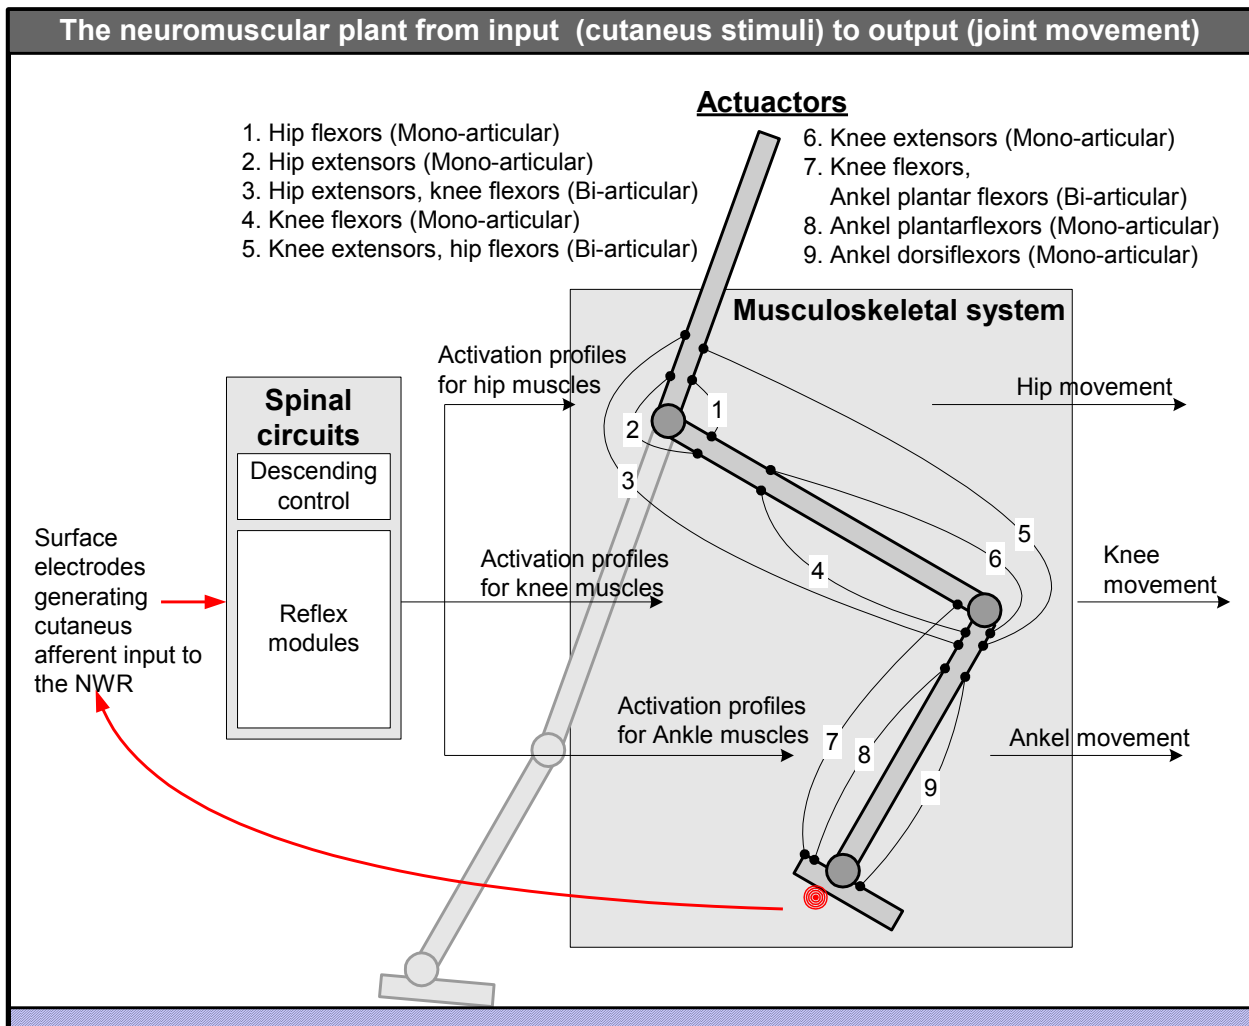 The neuromuscular plant from input (cutaneus stimuli) to output (joint movement)
Actuactors
1. Hip flexors (Mono-articular)
2. Hip extensors (Mono-articular)
3. Hip extensors, knee flexors (Bi-articular)
4. Knee flexors (Mono-articular)
5. Knee extensors, hip flexors (Bi-articular)
6. Knee extensors (Mono-articular)
7. Knee flexors,
Ankel plantar flexors (Bi-articular)
8. Ankel plantarflexors (Mono-articular)
9. Ankel dorsiflexors (Mono-articular)
Musculoskeletal system
Activation profiles
for hip muscles
Hip movement
Spinal
circuits
Descending
control
Reflex
modules
Surface
electrodes
generating
cutaneus
afferent input to
the NWR
Activation profiles
for knee muscles
Knee
movement
Activation profiles
for Ankle muscles
Ankel movement
1
2
3
4
5
6
7
8
9